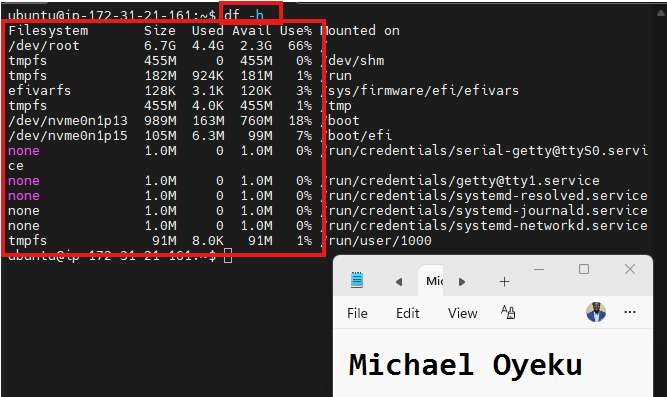 ubuntu@ip-172-31-21-161:~$ df -h
Filesystem      Size  Used Avail Use% Mounted on
/dev/root       6.7G  4.4G  2.3G  66% /
tmpfs           455M     0  455M   0% /dev/shm
tmpfs           182M  924K  181M   1% /run
efivarfs        128K  3.1K  120K   3% /sys/firmware/efi/efivars
tmpfs           455M  4.0K  455M   1% /tmp
/dev/nvme0n1p13 989M  163M  760M  18% /boot
/dev/nvme0n1p15 105M  6.3M   99M   7% /boot/efi
none            1.0M     0  1.0M   0% /run/credentials/serial-getty@ttyS0.servi
ce
none            1.0M     0  1.0M   0% /run/credentials/getty@tty1.service
none            1.0M     0  1.0M   0% /run/credentials/systemd-resolved.service
none            1.0M     0  1.0M   0% /run/credentials/systemd-journald.service
none            1.0M     0  1.0M   0% /run/credentials/systemd-networkd.service
tmpfs            91M  8.0K   91M   1% /run/user/1000
ubuntu@ip-172-31-21-161:~$
Mic
File Edit View
Michael Oyeku